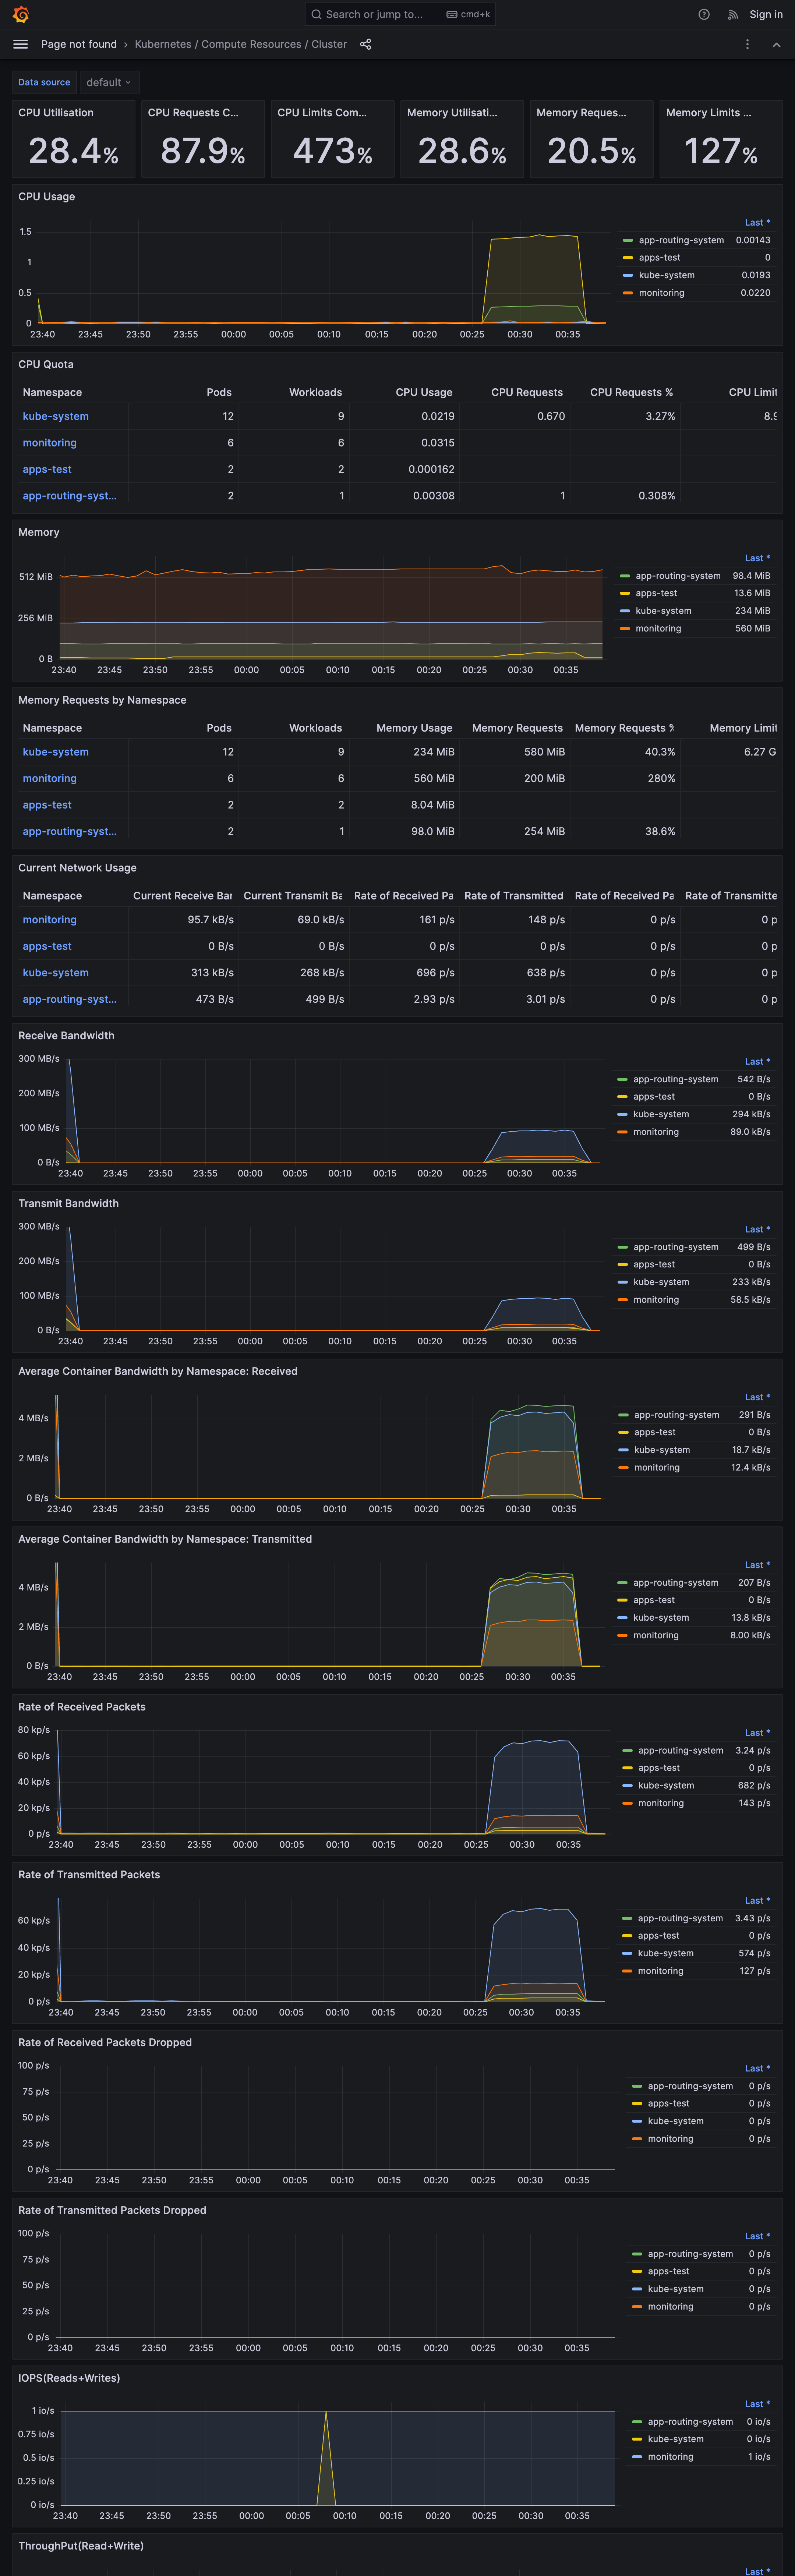 Search or jump to... cmd+k Sign in
Page not found › Kubernetes / Compute Resources / Cluster
Data source default
CPU Utilisation CPU Requests C... CPU Limits Com... Memory Utilisati... Memory Reques... Memory Limits ...
28.4% 87.9% 473% 28.6% 20.5% 127%
CPU Usage
Last *
1.5
1
0.5
0
app-routing-system 0.00143
apps-test 0
kube-system 0.0193
monitoring 0.0220
23:40 23:45 23:50 23:55 00:00 00:05 00:10 00:15 00:20 00:25 00:30 00:35
CPU Quota
Namespace Pods Workloads CPU Usage CPU Requests CPU Requests % CPU Limit
kube-system 12 9 0.0219 0.670 3.27% 8.9
monitoring 6 6 0.0315
apps-test 2 2 0.000162
app-routing-syst... 2 1 0.00308 1 0.308%
Memory
Last *
512 MiB
256 MiB
0 B
app-routing-system 98.4 MiB
apps-test 13.6 MiB
kube-system 234 MiB
monitoring 560 MiB
23:40 23:45 23:50 23:55 00:00 00:05 00:10 00:15 00:20 00:25 00:30 00:35
Memory Requests by Namespace
Namespace Pods Workloads Memory Usage Memory Requests Memory Requests % Memory Limit
kube-system 12 9 234 MiB 580 MiB 40.3% 6.27 G
monitoring 6 6 560 MiB 200 MiB 280%
apps-test 2 2 8.04 MiB
app-routing-syst... 2 1 98.0 MiB 254 MiB 38.6%
Current Network Usage
Namespace Current Receive Bar Current Transmit Ba Rate of Received Pa Rate of Transmitted Rate of Received Pa Rate of Transmitte
monitoring 95.7 kB/s 69.0 kB/s 161 p/s 148 p/s 0 p/s 0 p
apps-test 0 B/s 0 B/s 0 p/s 0 p/s 0 p/s 0 p
kube-system 313 kB/s 268 kB/s 696 p/s 638 p/s 0 p/s 0 p
app-routing-syst... 473 B/s 499 B/s 2.93 p/s 3.01 p/s 0 p/s 0 p
Receive Bandwidth
Last *
300 MB/s
200 MB/s
100 MB/s
0 B/s
app-routing-system 542 B/s
apps-test 0 B/s
kube-system 294 kB/s
monitoring 89.0 kB/s
23:40 23:45 23:50 23:55 00:00 00:05 00:10 00:15 00:20 00:25 00:30 00:35
Transmit Bandwidth
Last *
300 MB/s
200 MB/s
100 MB/s
0 B/s
app-routing-system 499 B/s
apps-test 0 B/s
kube-system 233 kB/s
monitoring 58.5 kB/s
23:40 23:45 23:50 23:55 00:00 00:05 00:10 00:15 00:20 00:25 00:30 00:35
Average Container Bandwidth by Namespace: Received
Last *
4 MB/s
2 MB/s
0 B/s
app-routing-system 291 B/s
apps-test 0 B/s
kube-system 18.7 kB/s
monitoring 12.4 kB/s
23:40 23:45 23:50 23:55 00:00 00:05 00:10 00:15 00:20 00:25 00:30 00:35
Average Container Bandwidth by Namespace: Transmitted
Last *
4 MB/s
2 MB/s
0 B/s
app-routing-system 207 B/s
apps-test 0 B/s
kube-system 13.8 kB/s
monitoring 8.00 kB/s
23:40 23:45 23:50 23:55 00:00 00:05 00:10 00:15 00:20 00:25 00:30 00:35
Rate of Received Packets
Last *
80 kp/s
60 kp/s
40 kp/s
20 kp/s
0 p/s
app-routing-system 3.24 p/s
apps-test 0 p/s
kube-system 682 p/s
monitoring 143 p/s
23:40 23:45 23:50 23:55 00:00 00:05 00:10 00:15 00:20 00:25 00:30 00:35
Rate of Transmitted Packets
Last *
60 kp/s
40 kp/s
20 kp/s
0 p/s
app-routing-system 3.43 p/s
apps-test 0 p/s
kube-system 574 p/s
monitoring 127 p/s
23:40 23:45 23:50 23:55 00:00 00:05 00:10 00:15 00:20 00:25 00:30 00:35
Rate of Received Packets Dropped
Last *
100 p/s
75 p/s
50 p/s
25 p/s
0 p/s
app-routing-system 0 p/s
apps-test 0 p/s
kube-system 0 p/s
monitoring 0 p/s
23:40 23:45 23:50 23:55 00:00 00:05 00:10 00:15 00:20 00:25 00:30 00:35
Rate of Transmitted Packets Dropped
Last *
100 p/s
75 p/s
50 p/s
25 p/s
0 p/s
app-routing-system 0 p/s
apps-test 0 p/s
kube-system 0 p/s
monitoring 0 p/s
23:40 23:45 23:50 23:55 00:00 00:05 00:10 00:15 00:20 00:25 00:30 00:35
IOPS(Reads+Writes)
Last *
1 io/s
0.75 io/s
0.5 io/s
0.25 io/s
0 io/s
app-routing-system 0 io/s
kube-system 0 io/s
monitoring 1 io/s
23:40 23:45 23:50 23:55 00:00 00:05 00:10 00:15 00:20 00:25 00:30 00:35
ThroughPut(Read+Write)
Last *